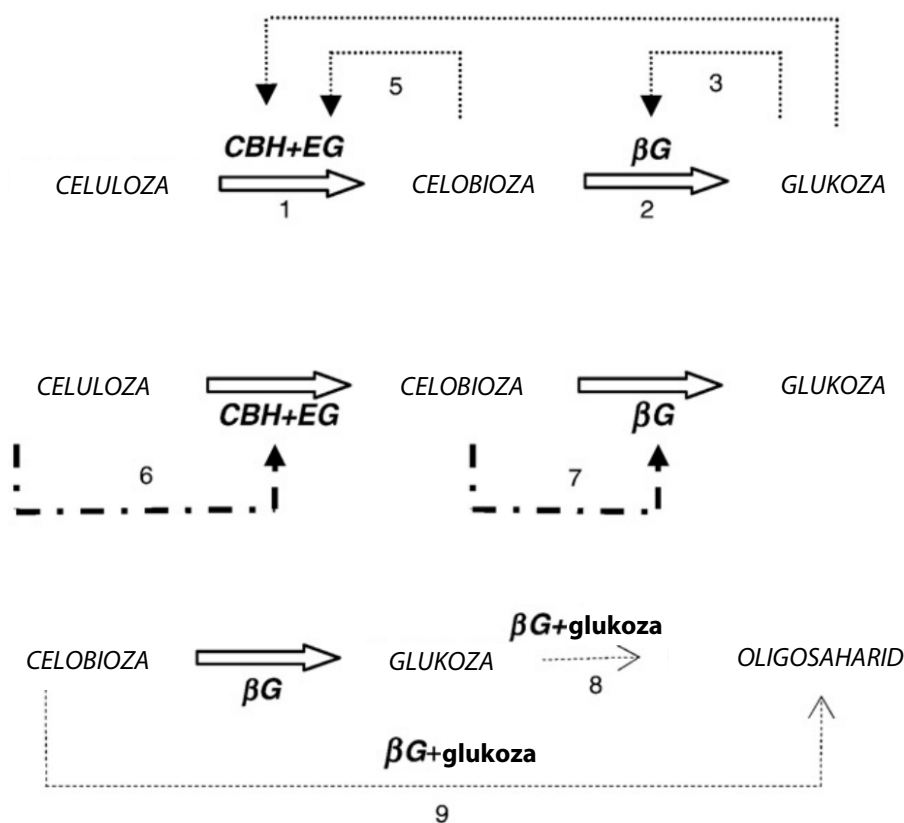 5
3
CBH+EG
βG
CELULOZA
CELOBIOZA
GLUKOZA
1
2
CELULOZA
CELOBIOZA
GLUKOZA
CBH+EG
βG
6
7
βG+glukoza
CELOBIOZA
GLUKOZA
OLIGOSAHARID
βG
8
βG+glukoza
9